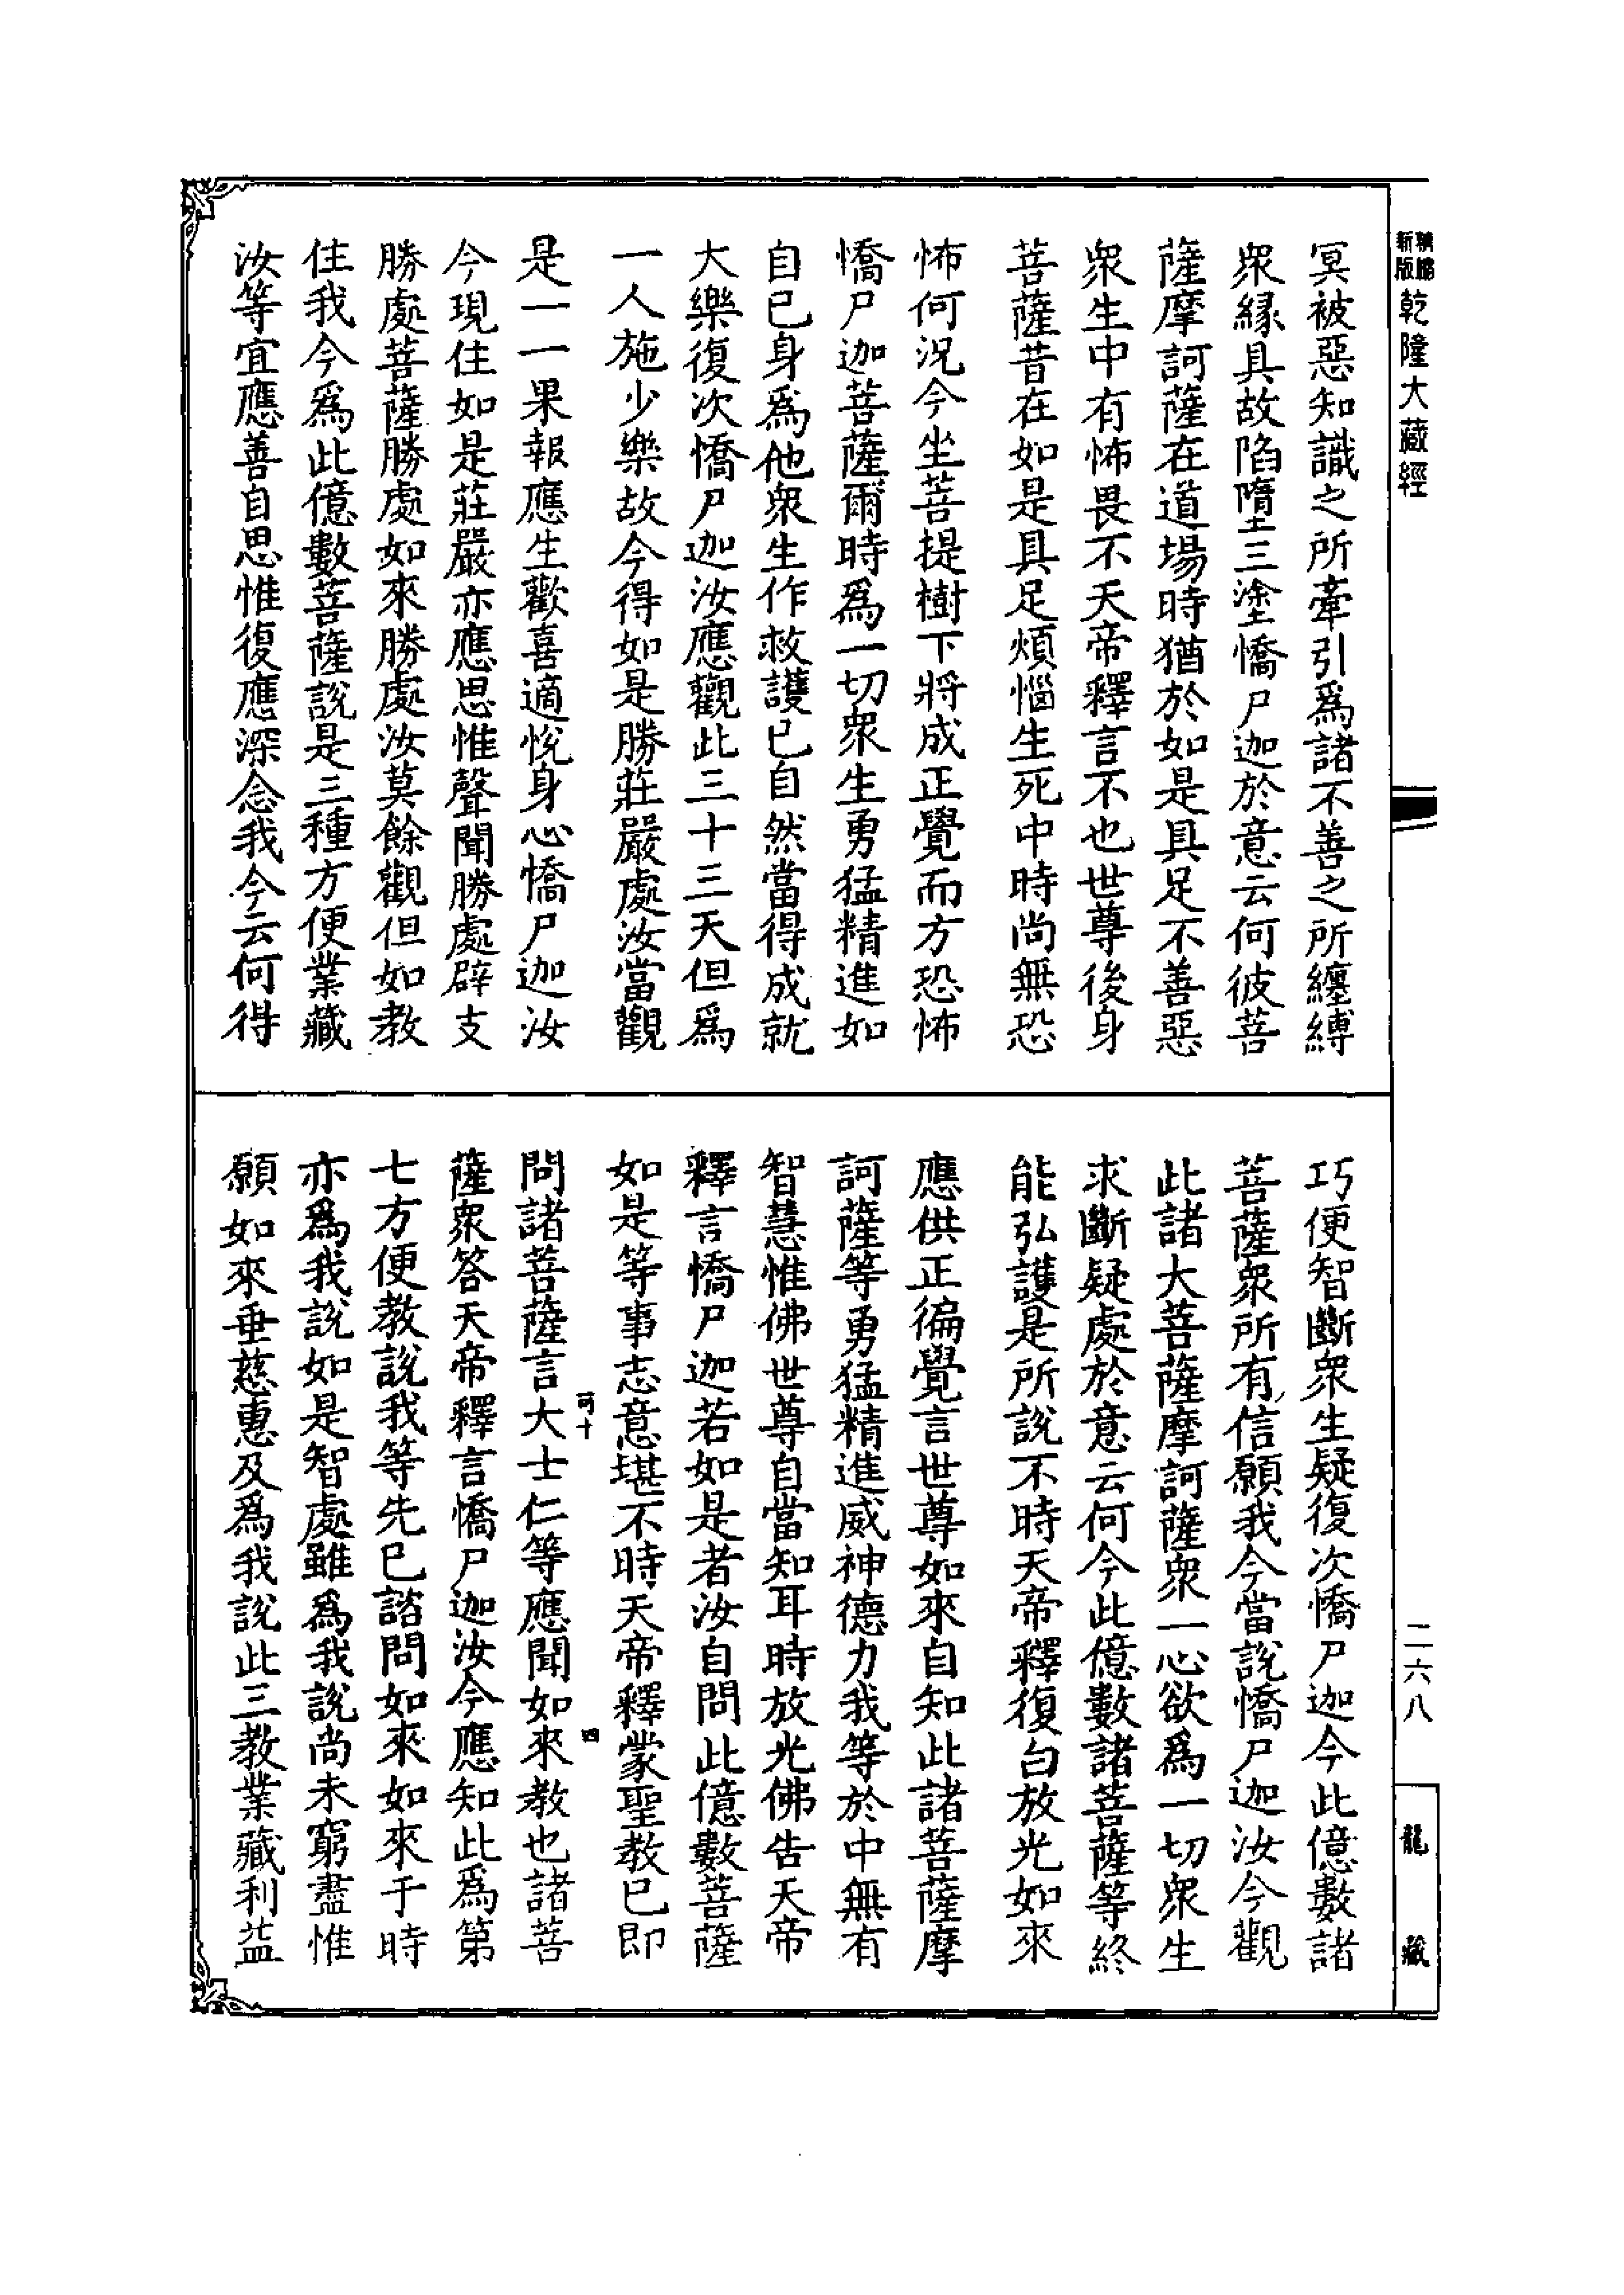 乾隆大藏經
新版
冥被惡知識之所牽引爲諸不善之所纏縛
衆緣具故陷墮三塗憍尸迦於意云何彼菩
薩摩訶薩在道場時猶於如是具足不善惡
衆生中有怖畏不天帝釋言不也世尊後身
菩薩昔在如是具足煩惱生死中時尚無恐
怖何況今坐菩提樹下將成正覺而方恐怖
憍尸迦菩薩爾時爲一切衆生勇猛精進如
自已身爲他衆生作救護已自然當得成就
大樂復次憍尸迦汝應觀此三十三天但爲
一人施少樂故今得如是勝莊嚴處汝當觀
是一一果報應生歡喜適悅身心憍尸迦汝
今現住如是莊嚴亦應思惟聲聞勝處辟支
勝處菩薩勝處如來勝處汝莫餘觀但如教
住我今爲此億數菩薩說是三種方便業藏
汝等宜應善自思惟復應深念我今云何得
巧便智斷衆生疑復次憍尸迦今此億數諸
菩薩衆所有信願我今當說憍尸迦汝今觀
此諸大菩薩摩訶薩衆一心欲爲一切衆生
求斷疑處於意云何今此億數諸菩薩等終
能弘護是所說不時天帝釋復白放光如來
應供正徧覺言世尊如來自知此諸菩薩摩
訶薩等勇猛精進威神德力我等於中無有
智慧惟佛世尊自當知耳時放光佛告天帝
釋言憍尸迦若如是者汝自問此億數菩薩
如是等事志意堪不時天帝釋蒙聖教已即
可十
四
問諸菩薩言大士仁等應聞如來教也諸菩
薩衆答天帝釋言憍尸迦汝今應知此爲第
七方便教說我等先已諮問如來如來于時
亦爲我說如是智處雖爲我說尚未窮盡惟
願如來垂慈惠及爲我說此三教業藏利益
二六八
龍藏